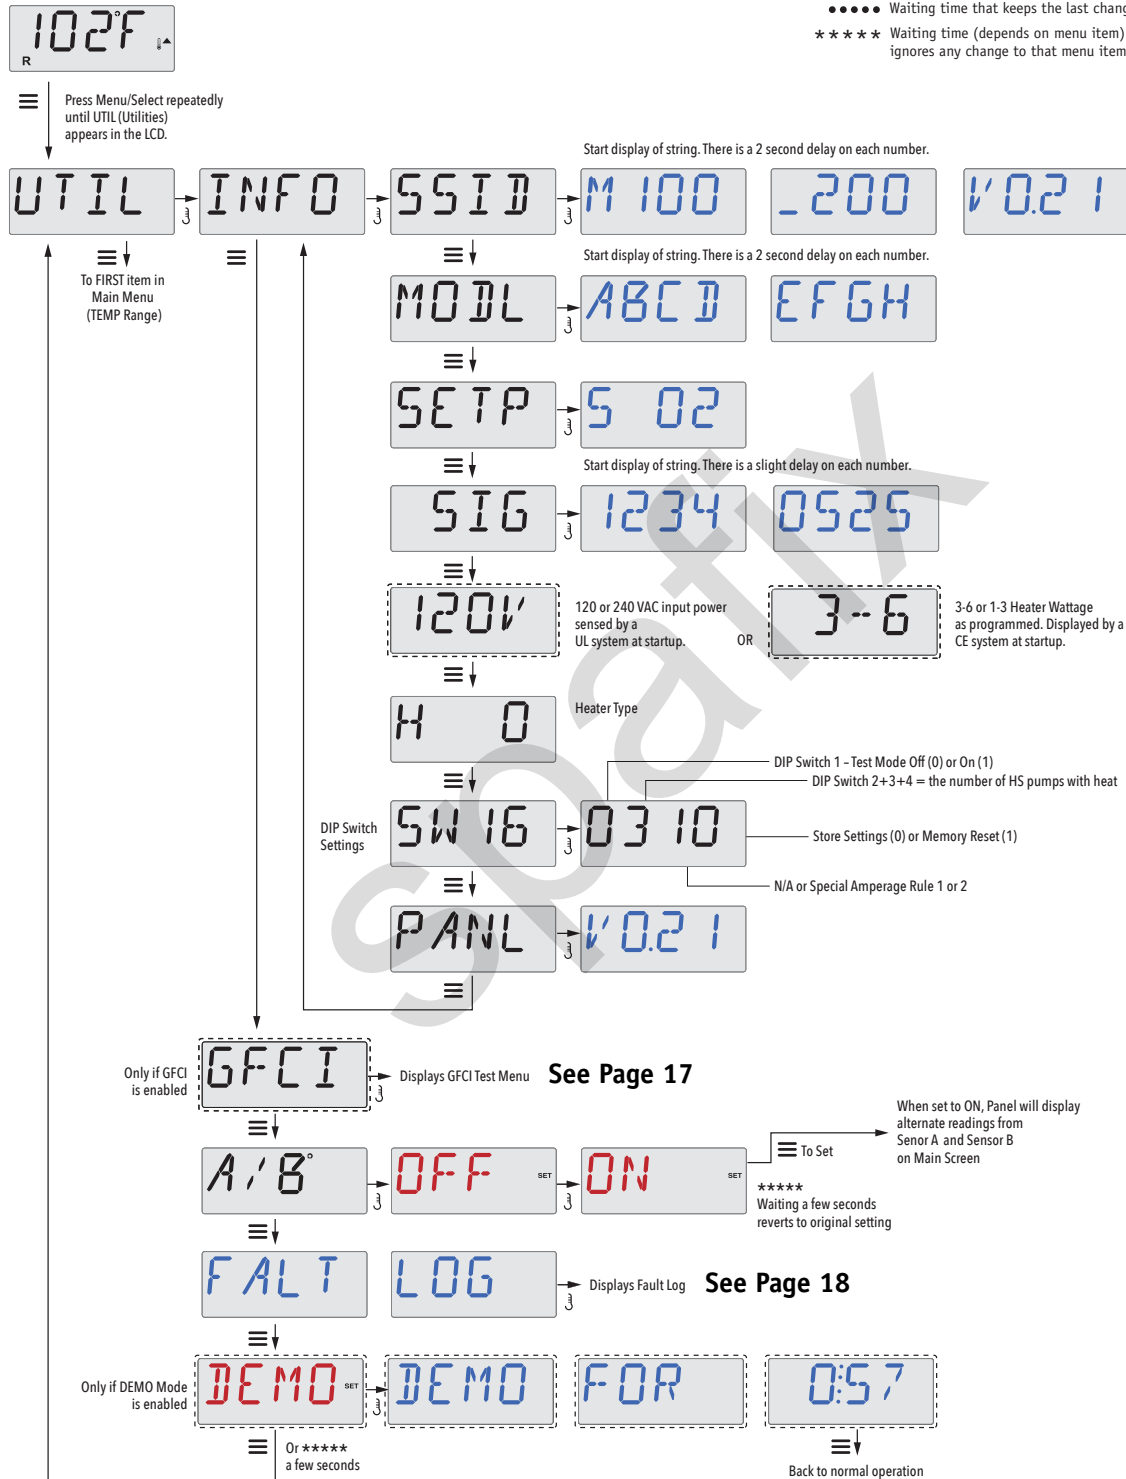 102°F
R
●●●●● Waiting time that keeps the last chang
***** Waiting time (depends on menu item)
ignores any change to that menu item
Press Menu/Select repeatedly
until UTIL (Utilities)
appears in the LCD.
Start display of string. There is a 2 second delay on each number.
UTIL
INFO
SSID
M100
_200
V0.21
To FIRST item in
Main Menu
(TEMP Range)
Start display of string. There is a 2 second delay on each number.
MODL
ABCD
EFGH
SETP
S 02
Start display of string. There is a slight delay on each number.
SIG
1234
0525
120V
120 or 240 VAC input power
sensed by a
UL system at startup.
OR
3-6
3-6 or 1-3 Heater Wattage
as programmed. Displayed by a
CE system at startup.
H 0
Heater Type
DIP Switch 1 – Test Mode Off (0) or On (1)
DIP Switch 2+3+4 = the number of HS pumps with heat
DIP Switch
Settings
SW16
0310
Store Settings (0) or Memory Reset (1)
N/A or Special Amperage Rule 1 or 2
PANL
V0.21
Only if GFCI
is enabled
GFCI
Displays GFCI Test Menu
See Page 17
A/B°
OFF
SET
ON
SET
To Set
When set to ON, Panel will display
alternate readings from
Senor A and Sensor B
on Main Screen
*****
Waiting a few seconds
reverts to original setting
FALT
LOG
Displays Fault Log
See Page 18
Only if DEMO Mode
is enabled
DEMO
SET
DEMO
FOR
0:57
Or *****
a few seconds
Back to normal operation
spafix